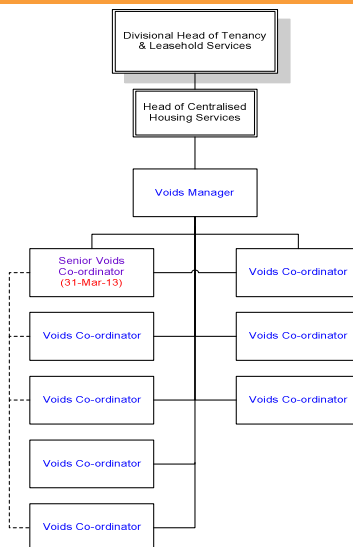 Divisional Head of Tenancy
& Leasehold Services
Head of Centralised
Housing Services
Voids Manager
Senior Voids
Co-ordinator
(31-Mar-13)
Voids Co-ordinator
Voids Co-ordinator
Voids Co-ordinator
Voids Co-ordinator
Voids Co-ordinator
Voids Co-ordinator
Voids Co-ordinator